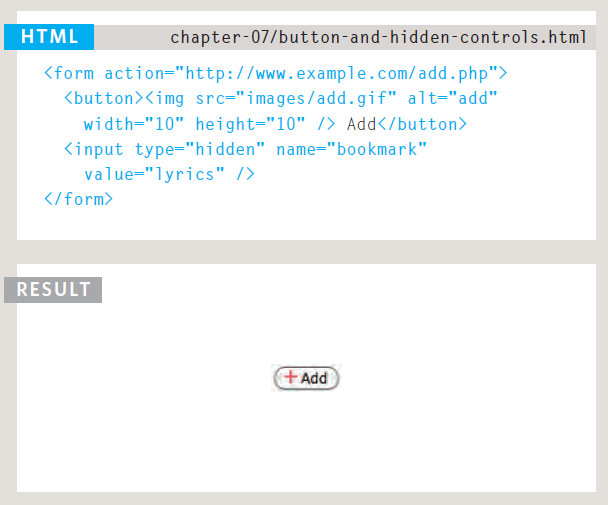 HTML chapter-07/button-and-hidden-controls.html
<form action="http://www.example.com/add.php">
<button><img src="images/add.gif" alt="add"
width="10" height="10" /> Add</button>
<input type="hidden" name="bookmark"
value="lyrics" />
</form>
RESULT
+ Add